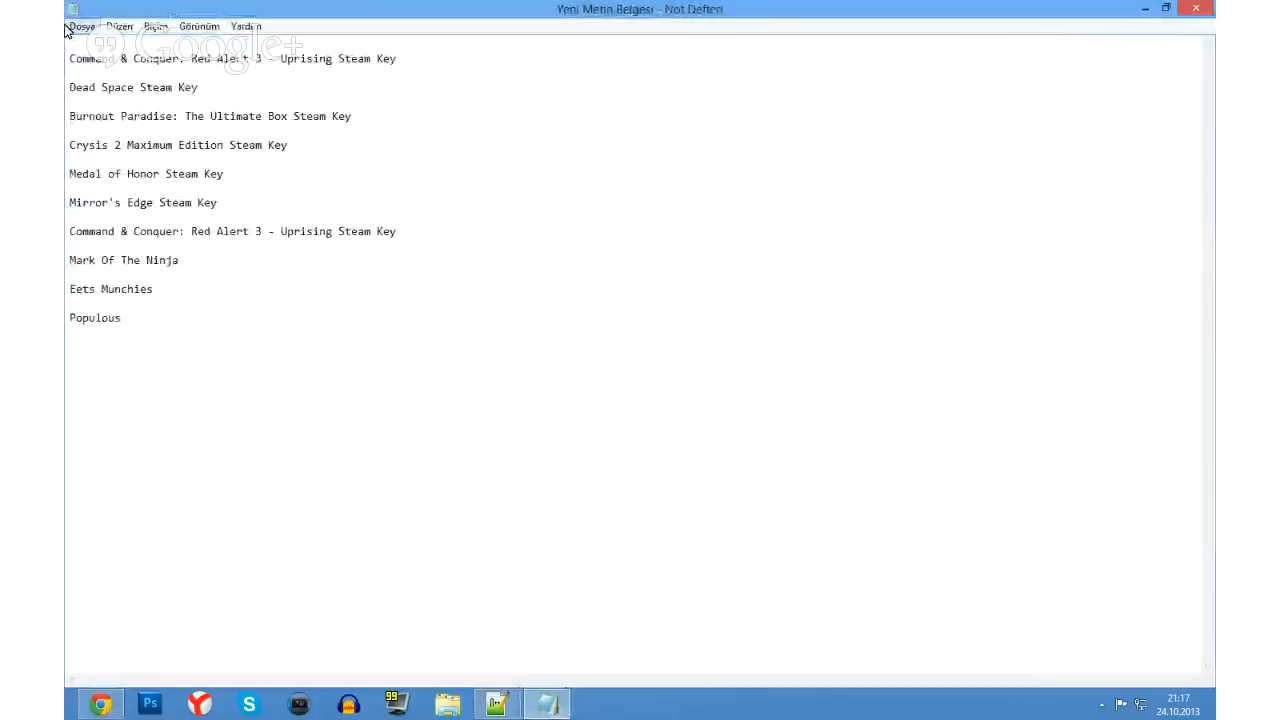 Yeni Metin Belgesi - Not Defteri
Dosya Düzen Biçim Görünüm Yardım
Google+
Command & Conquer: Red Alert 3 - Uprising Steam Key
Dead Space Steam Key
Burnout Paradise: The Ultimate Box Steam Key
Crysis 2 Maximum Edition Steam Key
Medal of Honor Steam Key
Mirror's Edge Steam Key
Command & Conquer: Red Alert 3 - Uprising Steam Key
Mark Of The Ninja
Eets Munchies
Populous
Ps
S
99
21:17
24.10.2013